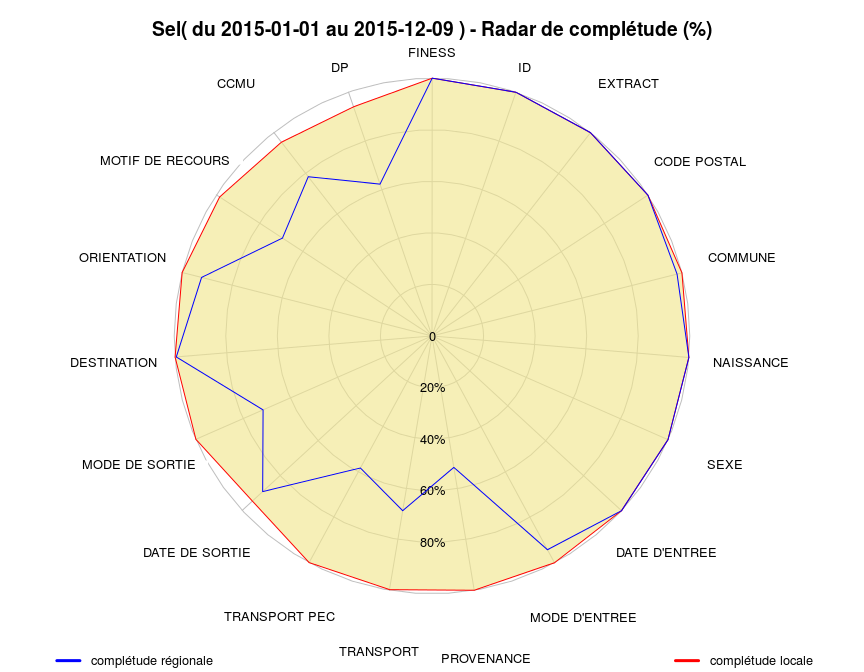 Sel( du 2015-01-01 au 2015-12-09 ) - Radar de complétude (%)
FINESS
DP
ID
CCMU
EXTRACT
MOTIF DE RECOURS
CODE POSTAL
ORIENTATION
COMMUNE
0
DESTINATION
NAISSANCE
20%
40%
MODE DE SORTIE
SEXE
60%
80%
DATE DE SORTIE
DATE D'ENTREE
TRANSPORT PEC
MODE D'ENTREE
TRANSPORT
PROVENANCE
complétude régionale
complétude locale